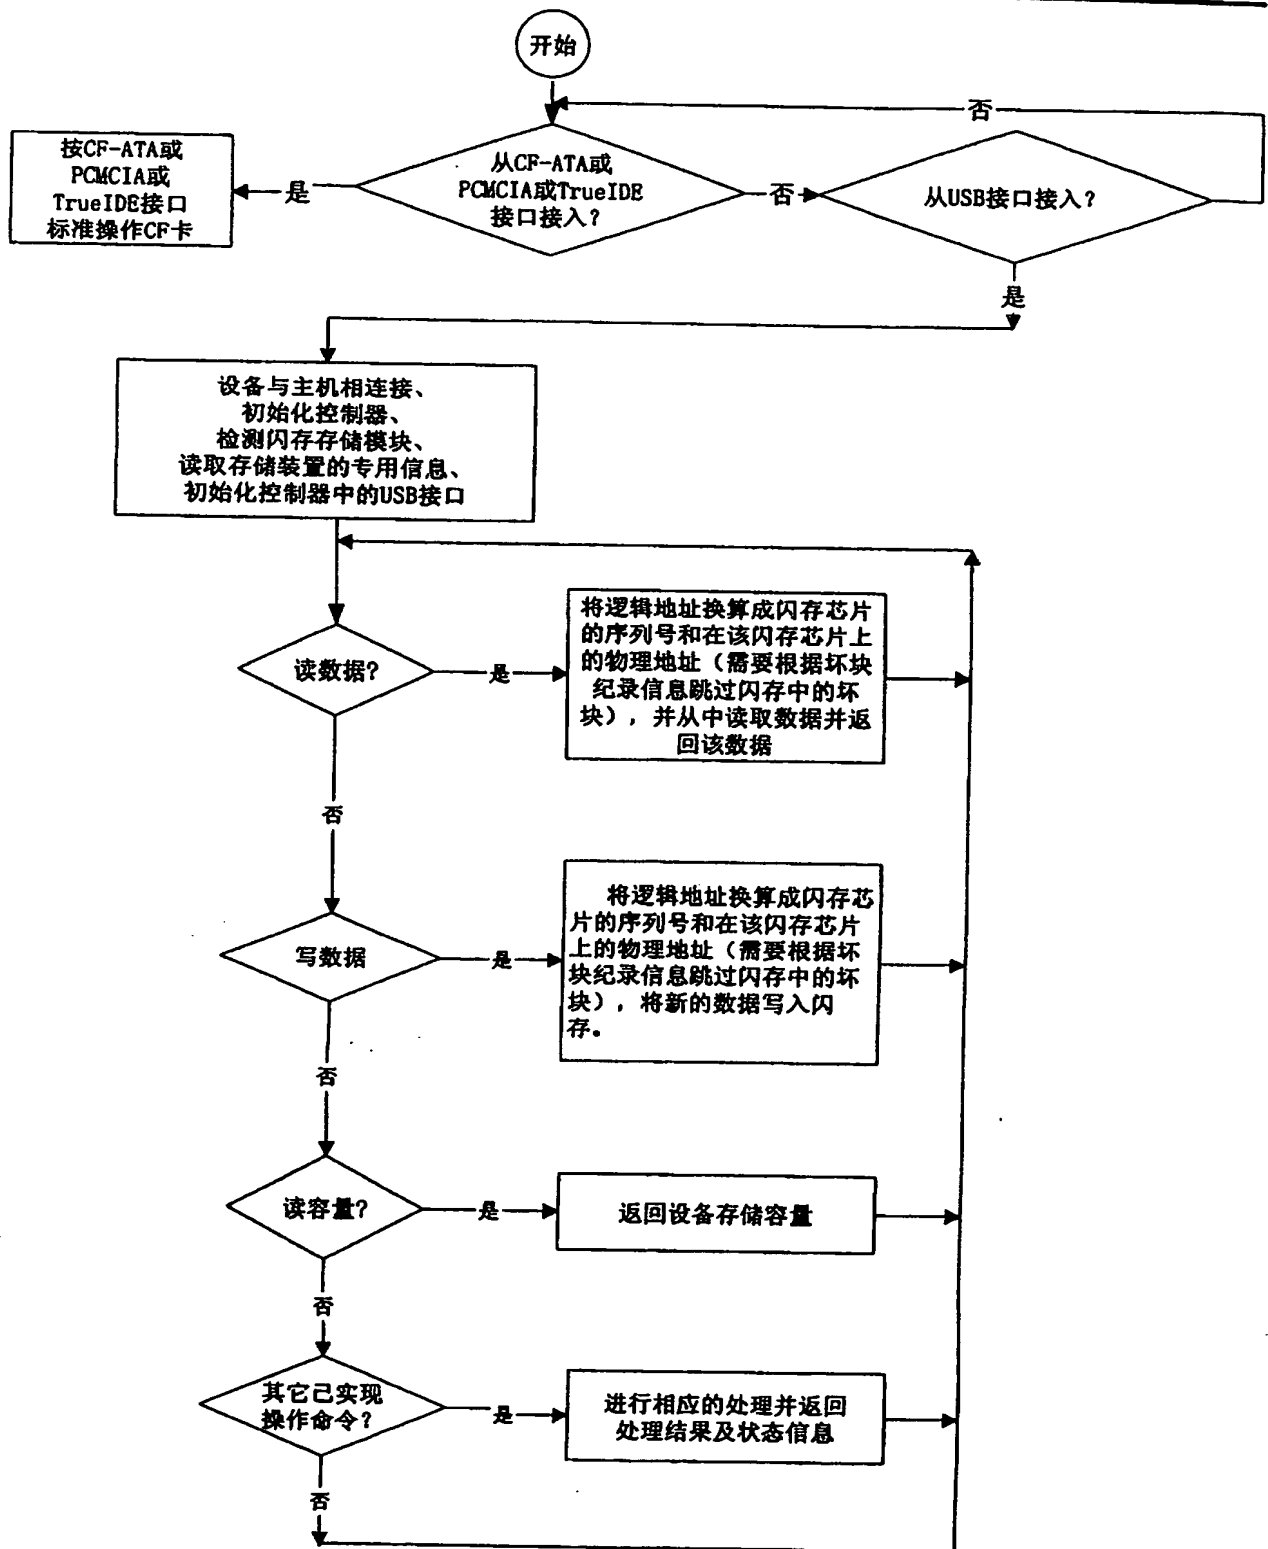 开始
否
按CF-ATA或
PCMCIA或
TrueIDE接口
标准操作CF卡
是
从CF-ATA或
PCMCIA或TrueIDE
接口接入?
否
从USB接口接入?
是
设备与主机相连接、
初始化控制器、
检测闪存存储模块、
读取存储装置的专用信息、
初始化控制器中的USB接口
读数据?
是
将逻辑地址换算成闪存芯片
的序列号和在该闪存芯片上
的物理地址（需要根据坏块
纪录信息跳过闪存中的坏
块），并从中读取数据并返
回该数据
否
写数据
是
将逻辑地址换算成闪存芯
片的序列号和在该闪存芯片
上的物理地址（需要根据坏
块纪录信息跳过闪存中的坏
块），将新的数据写入闪
存。
否
读容量?
是
返回设备存储容量
否
其它已实现
操作命令?
是
进行相应的处理并返回
处理结果及状态信息
否